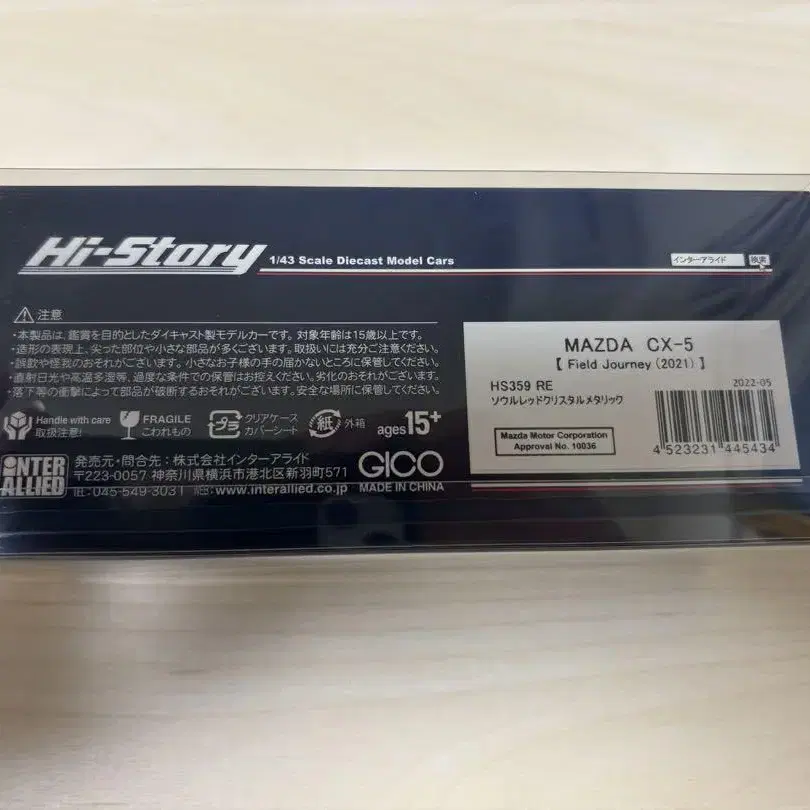 Hi-Story
1/43 Scale Diecast Model Cars
インターアライド 検索
注意
・本製品は、鑑賞を目的としたダイキャスト製モデルカーです。対象年齢は15歳以上です。
・造形の表現上、尖った部位や小さな部品が多くございます。取扱いには充分ご注意ください。
・誤飲や怪我のおそれがございます。小さなお子様の手の届かないところに保管してください。
・直射日光や高温多湿等、過度な条件での保管はお控えください。劣化のおそれがございます。
・落下等の衝撃によって部品が破断するおそれがございます。安全な場所に保管してください。
Handle with care
取扱注意!
FRAGILE
こわれもの
プラ
クリアケース
カバーシート
紙
外箱
ages15+
INTER
ALLIED
発売元・問合先:株式会社インターアライド
〒223-0057 神奈川県横浜市港北区新羽町571
TEL:045-549-3031 WEB:www.interallied.co.jp
GICO
MADE IN CHINA
MAZDA CX-5
【 Field Journey (2021) 】
HS359 RE
2022-05
ソウルレッドクリスタルメタリック
Mazda Motor Corporation
Approval No. 10036
4 523231 445434